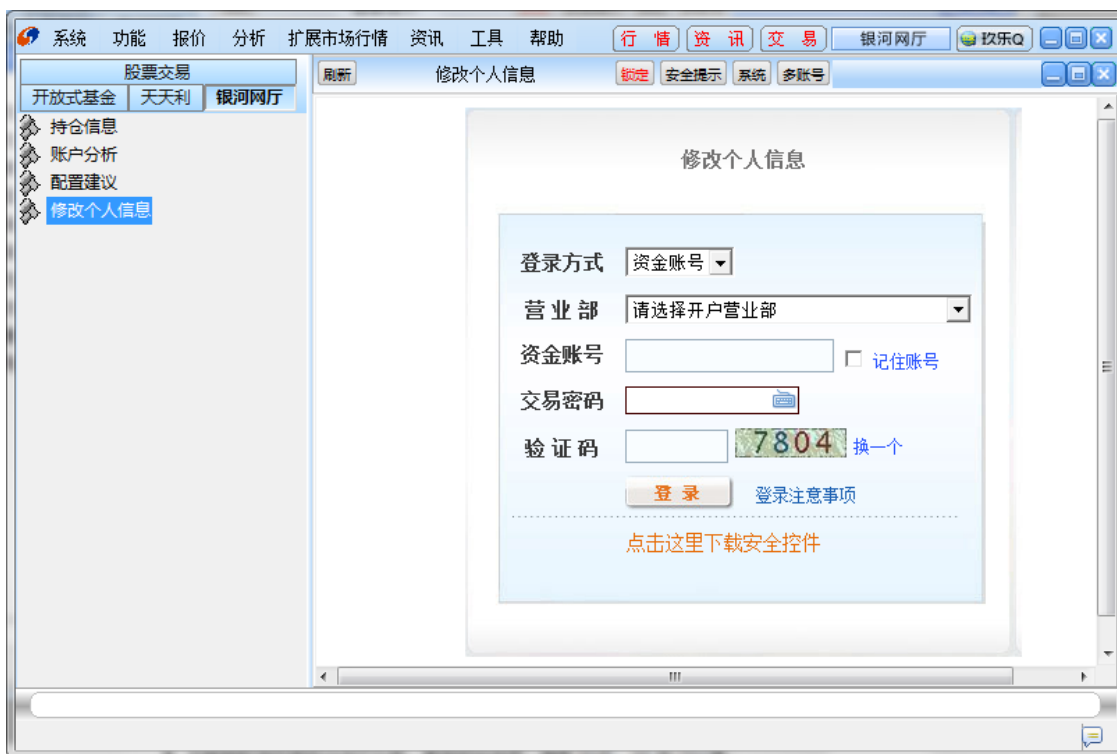 系统 功能 报价 分析 扩展市场行情 资讯 工具 帮助 行 情 资 讯 交 易 银河网厅 玖乐Q
股票交易
刷新 修改个人信息 锁定 安全提示 系统 多账号
开放式基金 天天利 银河网厅
持仓信息
账户分析
配置建议
修改个人信息
修改个人信息
登录方式 资金账号
营 业 部 请选择开户营业部
资金账号 记住账号
交易密码
验 证 码 7804 换一个
登 录 登录注意事项
点击这里下载安全控件